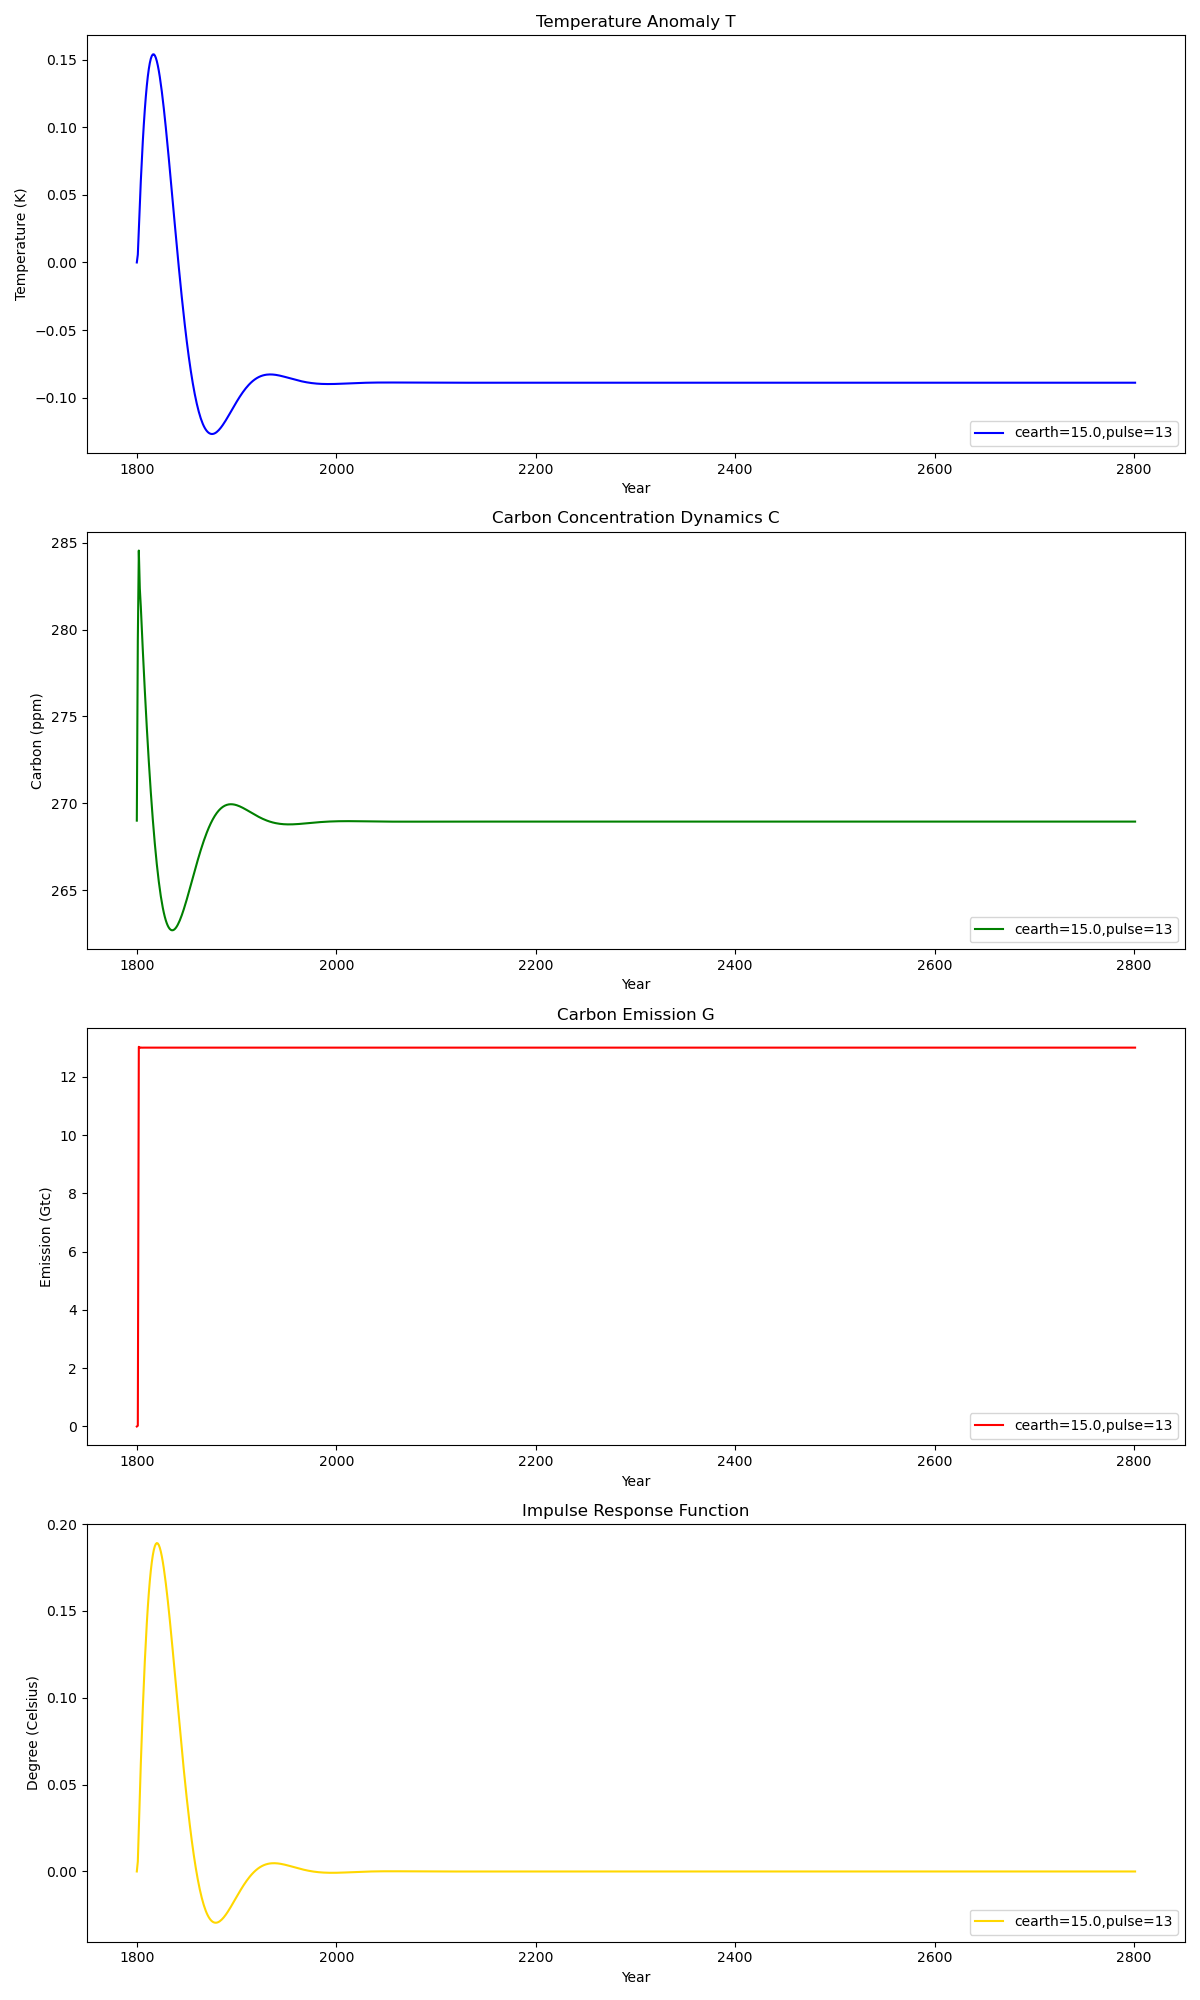 Temperature Anomaly T
0.15
0.10
0.05
0.00
−0.05
−0.10
Temperature (K)
cearth=15.0,pulse=13
1800 2000 2200 2400 2600 2800
Year
Carbon Concentration Dynamics C
285
280
275
270
265
Carbon (ppm)
cearth=15.0,pulse=13
1800 2000 2200 2400 2600 2800
Year
Carbon Emission G
12
10
8
6
4
2
0
Emission (Gtc)
cearth=15.0,pulse=13
1800 2000 2200 2400 2600 2800
Year
Impulse Response Function
0.20
0.15
0.10
0.05
0.00
Degree (Celsius)
cearth=15.0,pulse=13
1800 2000 2200 2400 2600 2800
Year